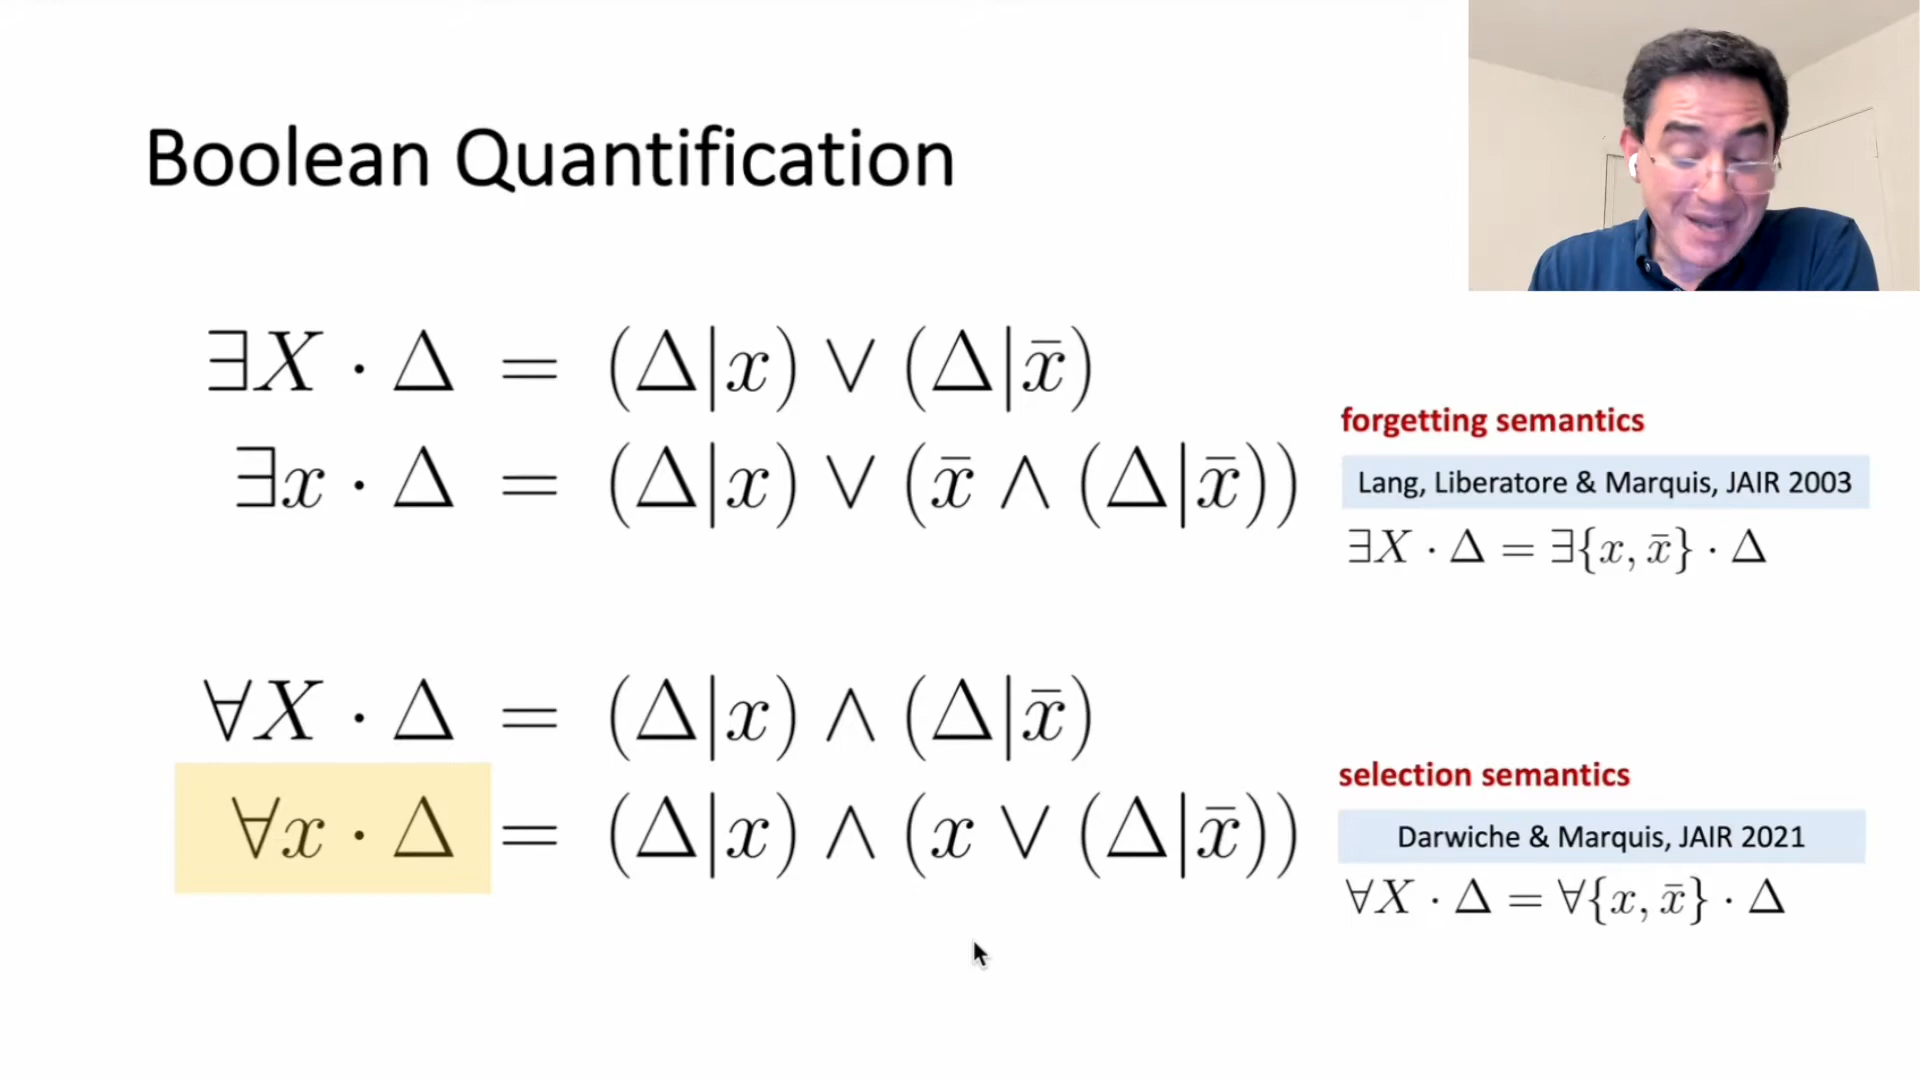 Boolean Quantification
∃X · Δ = (Δ|x) ∨ (Δ|x̄)
∃x · Δ = (Δ|x) ∨ (x̄ ∧ (Δ|x̄))
forgetting semantics
Lang, Liberatore & Marquis, JAIR 2003
∃X · Δ = ∃{x, x̄} · Δ
∀X · Δ = (Δ|x) ∧ (Δ|x̄)
∀x · Δ = (Δ|x) ∧ (x ∨ (Δ|x̄))
selection semantics
Darwiche & Marquis, JAIR 2021
∀X · Δ = ∀{x, x̄} · Δ